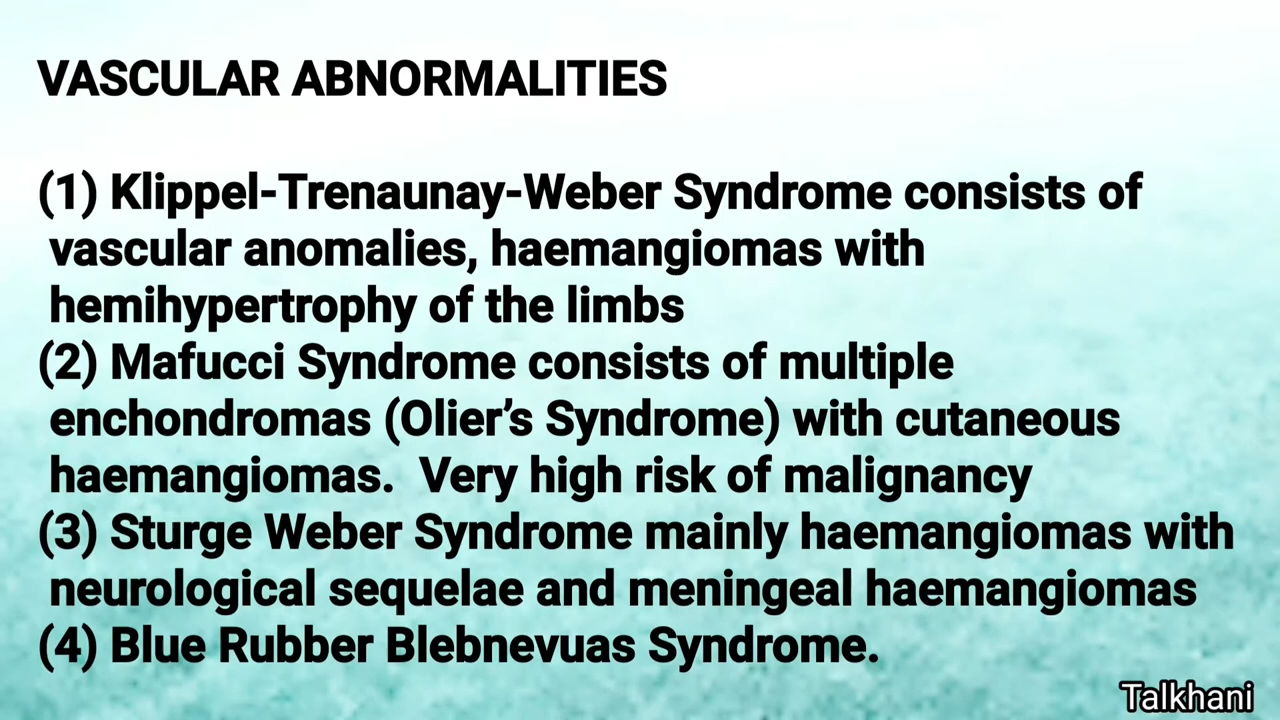 VASCULAR ABNORMALITIES
(1) Klippel-Trenaunay-Weber Syndrome consists of
vascular anomalies, haemangiomas with
hemihypertrophy of the limbs
(2) Mafucci Syndrome consists of multiple
enchondromas (Olier’s Syndrome) with cutaneous
haemangiomas.  Very high risk of malignancy
(3) Sturge Weber Syndrome mainly haemangiomas with
neurological sequelae and meningeal haemangiomas
(4) Blue Rubber Blebnevuas Syndrome.
Talkhani